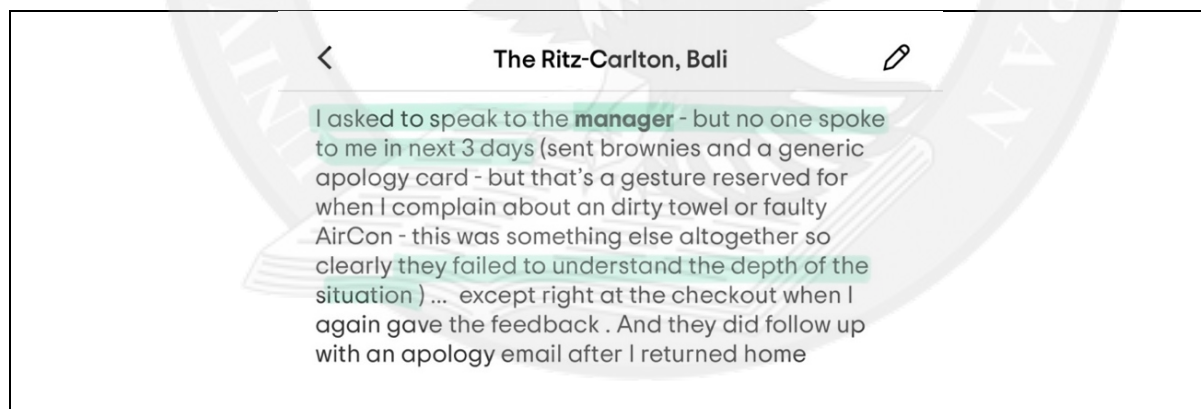 The Ritz-Carlton, Bali
I asked to speak to the manager - but no one spoke
to me in next 3 days (sent brownies and a generic
apology card - but that's a gesture reserved for
when I complain about an dirty towel or faulty
AirCon - this was something else altogether so
clearly they failed to understand the depth of the
situation ) ... except right at the checkout when I
again gave the feedback . And they did follow up
with an apology email after I returned home